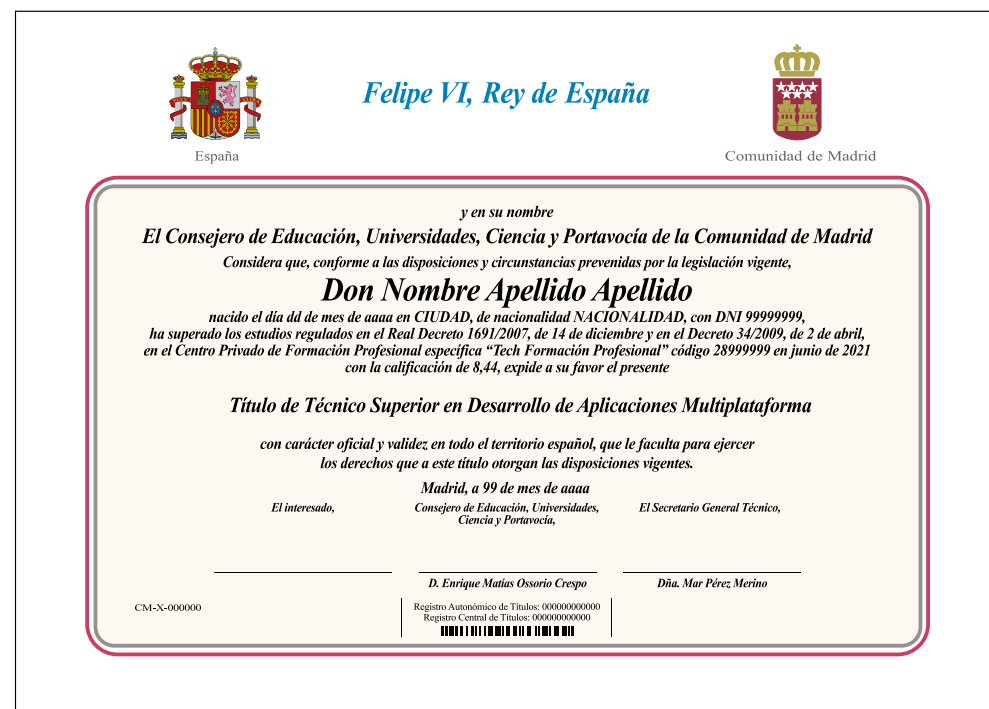 Felipe VI, Rey de España
España
Comunidad de Madrid
y en su nombre
El Consejero de Educación, Universidades, Ciencia y Portavocía de la Comunidad de Madrid
Considera que, conforme a las disposiciones y circunstancias prevenidas por la legislación vigente,
Don Nombre Apellido Apellido
nacido el día dd de mes de aaaa en CIUDAD, de nacionalidad NACIONALIDAD, con DNI 99999999,
ha superado los estudios regulados en el Real Decreto 1691/2007, de 14 de diciembre y en el Decreto 34/2009, de 2 de abril,
en el Centro Privado de Formación Profesional específica “Tech Formación Profesional” código 28999999 en junio de 2021
con la calificación de 8,44, expide a su favor el presente
Título de Técnico Superior en Desarrollo de Aplicaciones Multiplataforma
con carácter oficial y validez en todo el territorio español, que le faculta para ejercer
los derechos que a este título otorgan las disposiciones vigentes.
Madrid, a 99 de mes de aaaa
El interesado,
Consejero de Educación, Universidades,
Ciencia y Portavocía,
El Secretario General Técnico,
D. Enrique Matías Ossorio Crespo
Dña. Mar Pérez Merino
CM-X-000000
Registro Autonómico de Títulos: 000000000000
Registro Central de Títulos: 000000000000